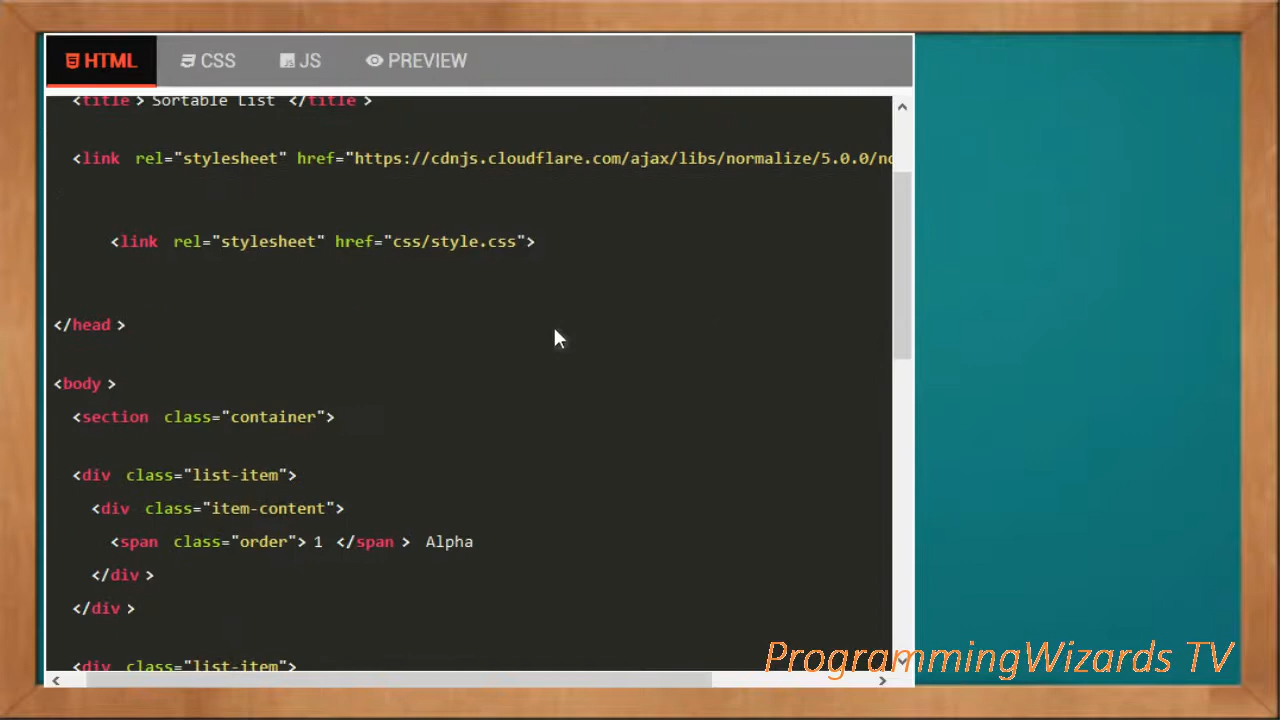 HTML CSS JS PREVIEW
<title> Sortable List </title>
<link rel="stylesheet" href="https://cdnjs.cloudflare.com/ajax/libs/normalize/5.0.0/no
<link rel="stylesheet" href="css/style.css">
</head>
<body>
<section class="container">
<div class="list-item">
<div class="item-content">
<span class="order"> 1 </span> Alpha
</div>
</div>
<div class="list-item">
ProgrammingWizards TV